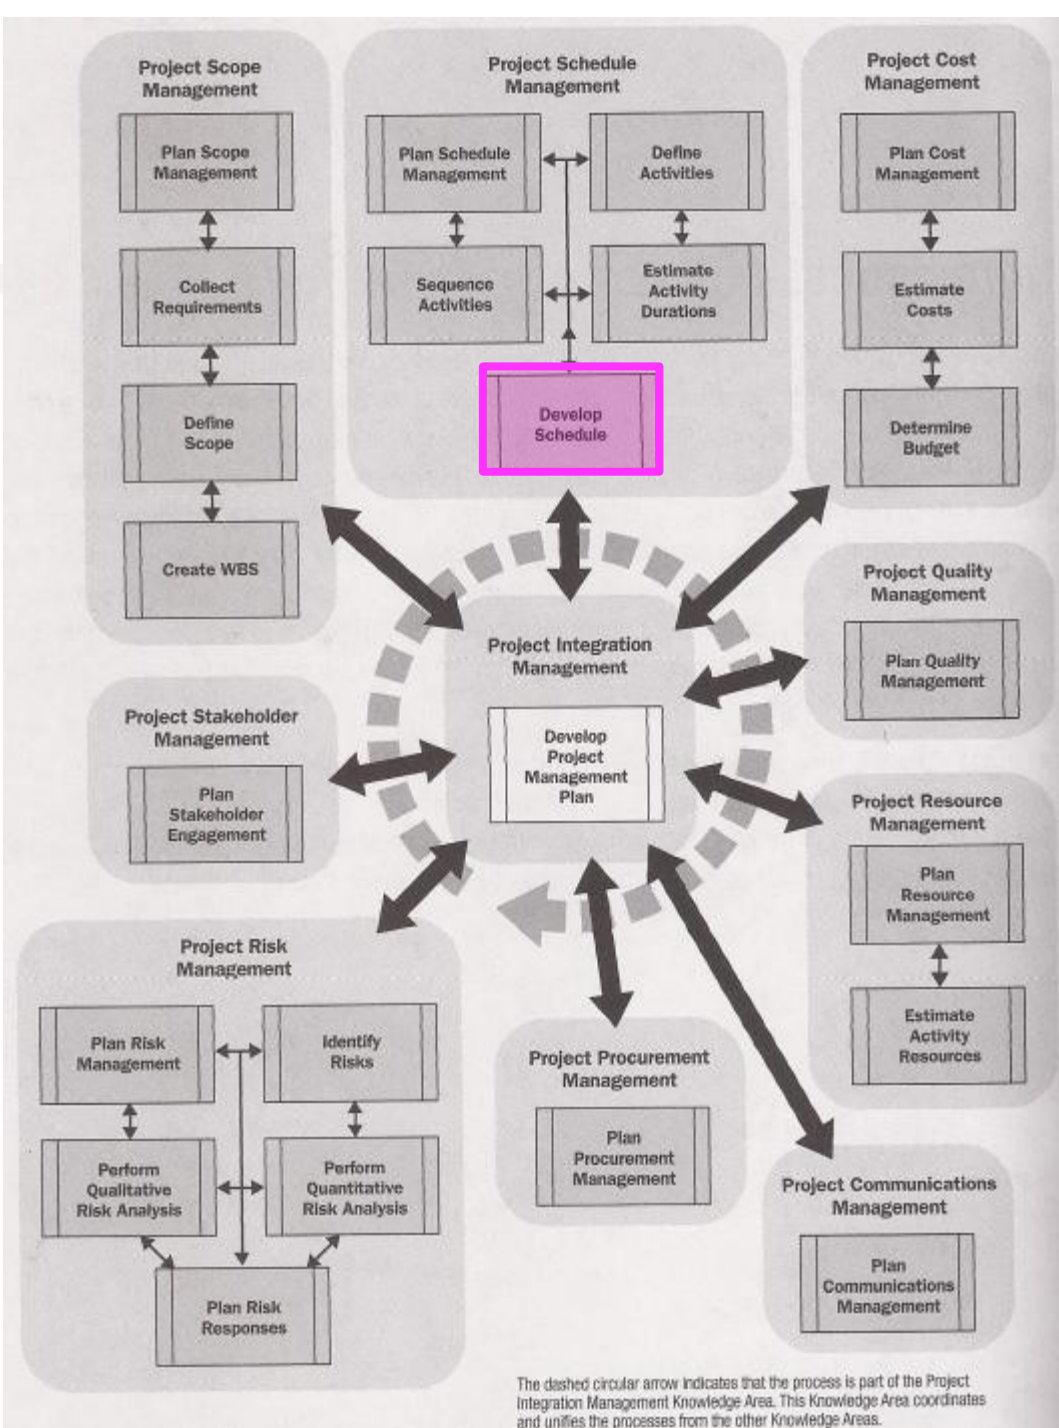 Project Scope
Management
Plan Scope
Management
Collect
Requirements
Define
Scope
Create WBS
Project Schedule
Management
Plan Schedule
Management
Define
Activities
Sequence
Activities
Estimate
Activity
Durations
Develop
Schedule
Project Cost
Management
Plan Cost
Management
Estimate
Costs
Determine
Budget
Project Quality
Management
Plan Quality
Management
Project Integration
Management
Develop
Project
Management
Plan
Project Stakeholder
Management
Plan
Stakeholder
Engagement
Project Resource
Management
Plan
Resource
Management
Estimate
Activity
Resources
Project Risk
Management
Plan Risk
Management
Identify
Risks
Perform
Qualitative
Risk Analysis
Perform
Quantitative
Risk Analysis
Plan Risk
Responses
Project Procurement
Management
Plan
Procurement
Management
Project Communications
Management
Plan
Communications
Management
The dashed circular arrow indicates that the process is part of the Project
Integration Management Knowledge Area. This Knowledge Area coordinates
and unifies the processes from the other Knowledge Areas.